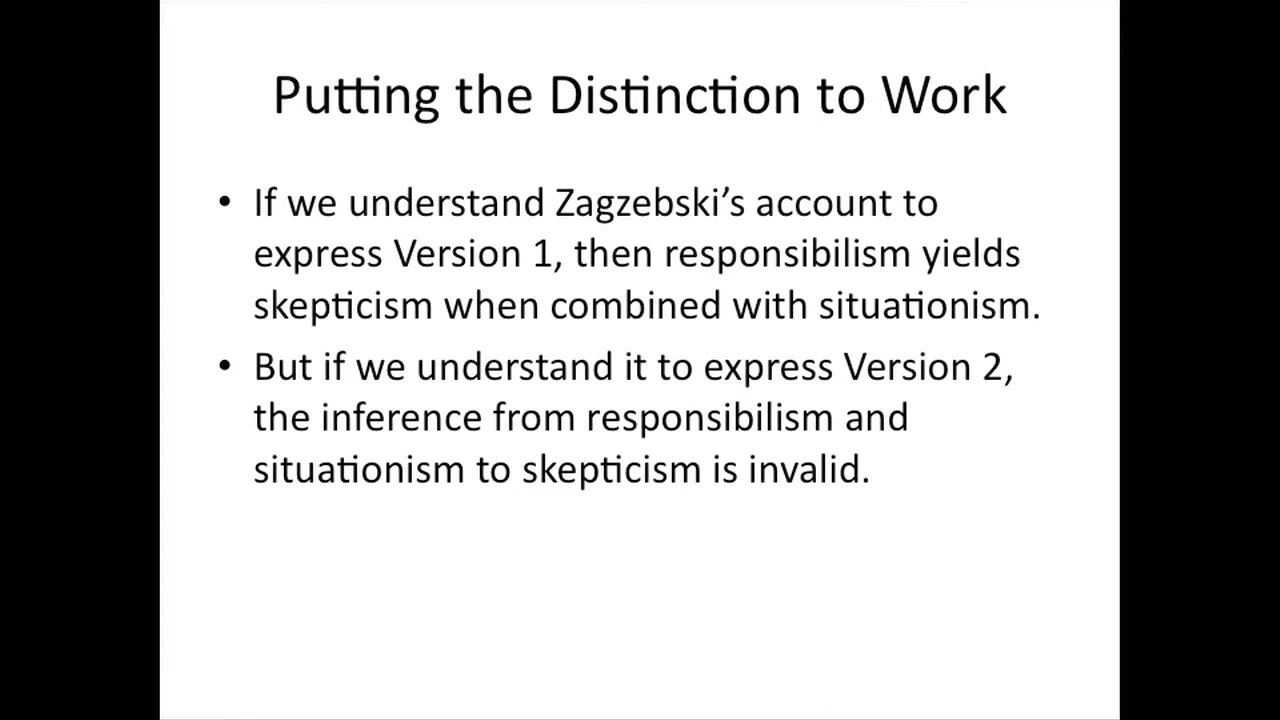 Putting the Distinction to Work
• If we understand Zagzebski’s account to
express Version 1, then responsibilism yields
skepticism when combined with situationism.
• But if we understand it to express Version 2,
the inference from responsibilism and
situationism to skepticism is invalid.